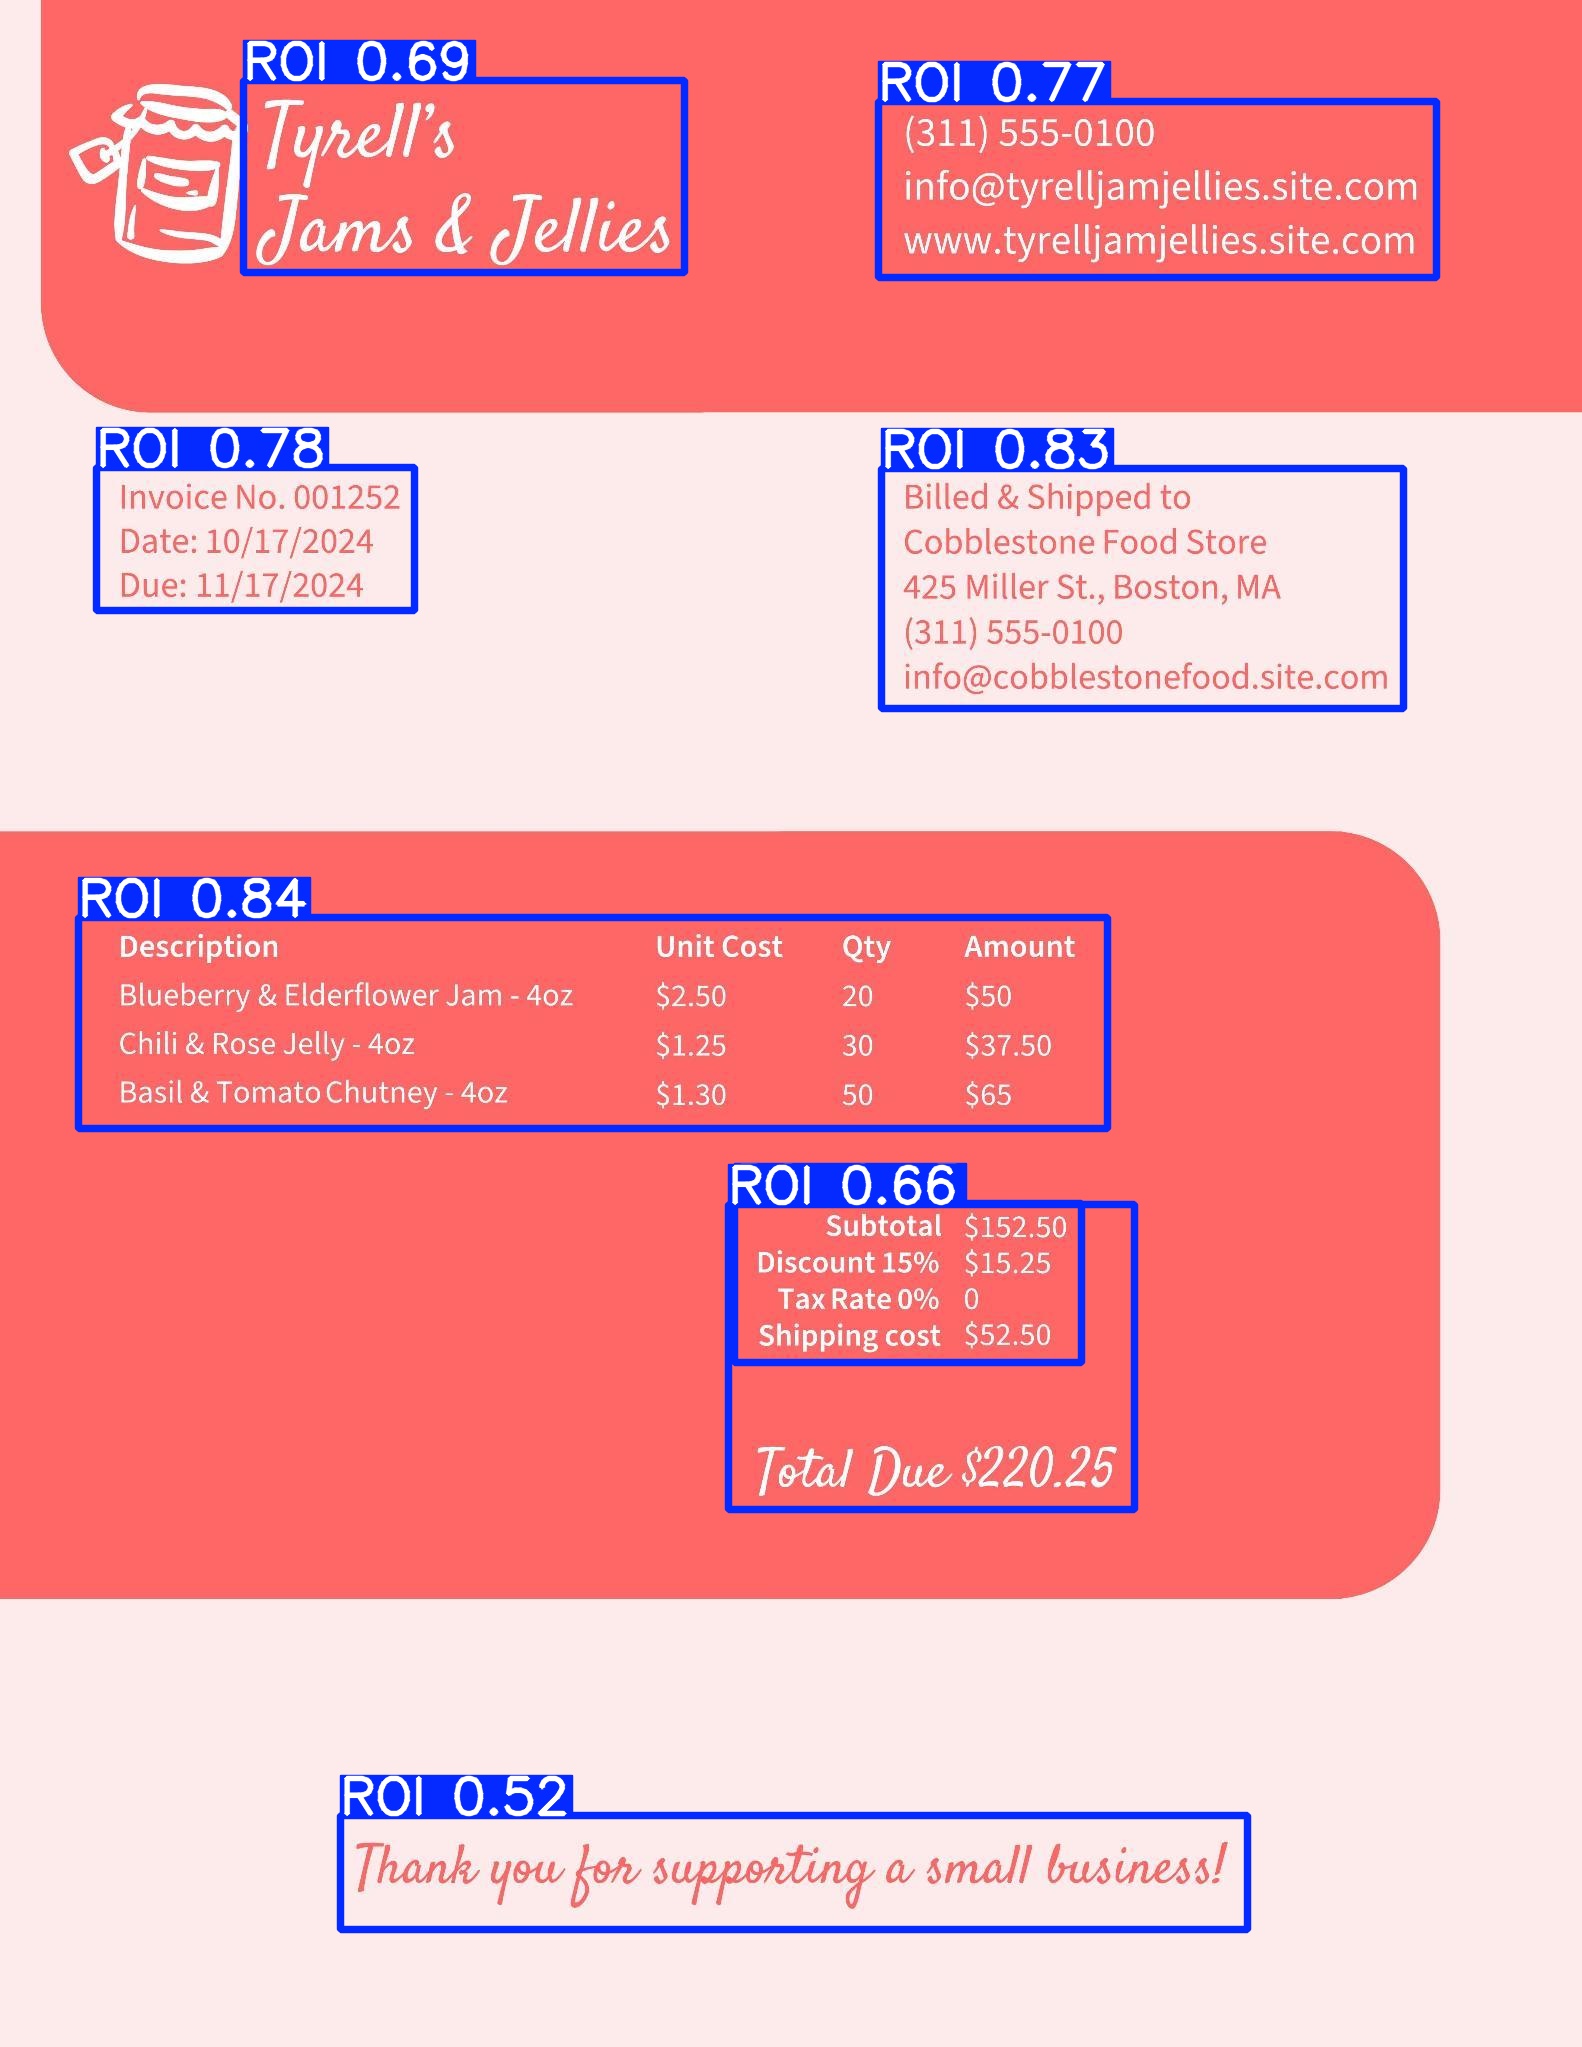 ROI 0.69
Tyrell's
Jams & Jellies
ROI 0.77
(311) 555-0100
info@tyrelljamjellies.site.com
www.tyrelljamjellies.site.com
ROI 0.78
Invoice No. 001252
Date: 10/17/2024
Due: 11/17/2024
ROI 0.83
Billed & Shipped to
Cobblestone Food Store
425 Miller St., Boston, MA
(311) 555-0100
info@cobblestonefood.site.com
ROI 0.84
Description Unit Cost Qty Amount
Blueberry & Elderflower Jam - 4oz $2.50 20 $50
Chili & Rose Jelly - 4oz $1.25 30 $37.50
Basil & Tomato Chutney - 4oz $1.30 50 $65
ROI 0.66
Subtotal $152.50
Discount 15% $15.25
Tax Rate 0% 0
Shipping cost $52.50
Total Due $220.25
ROI 0.52
Thank you for supporting a small business!